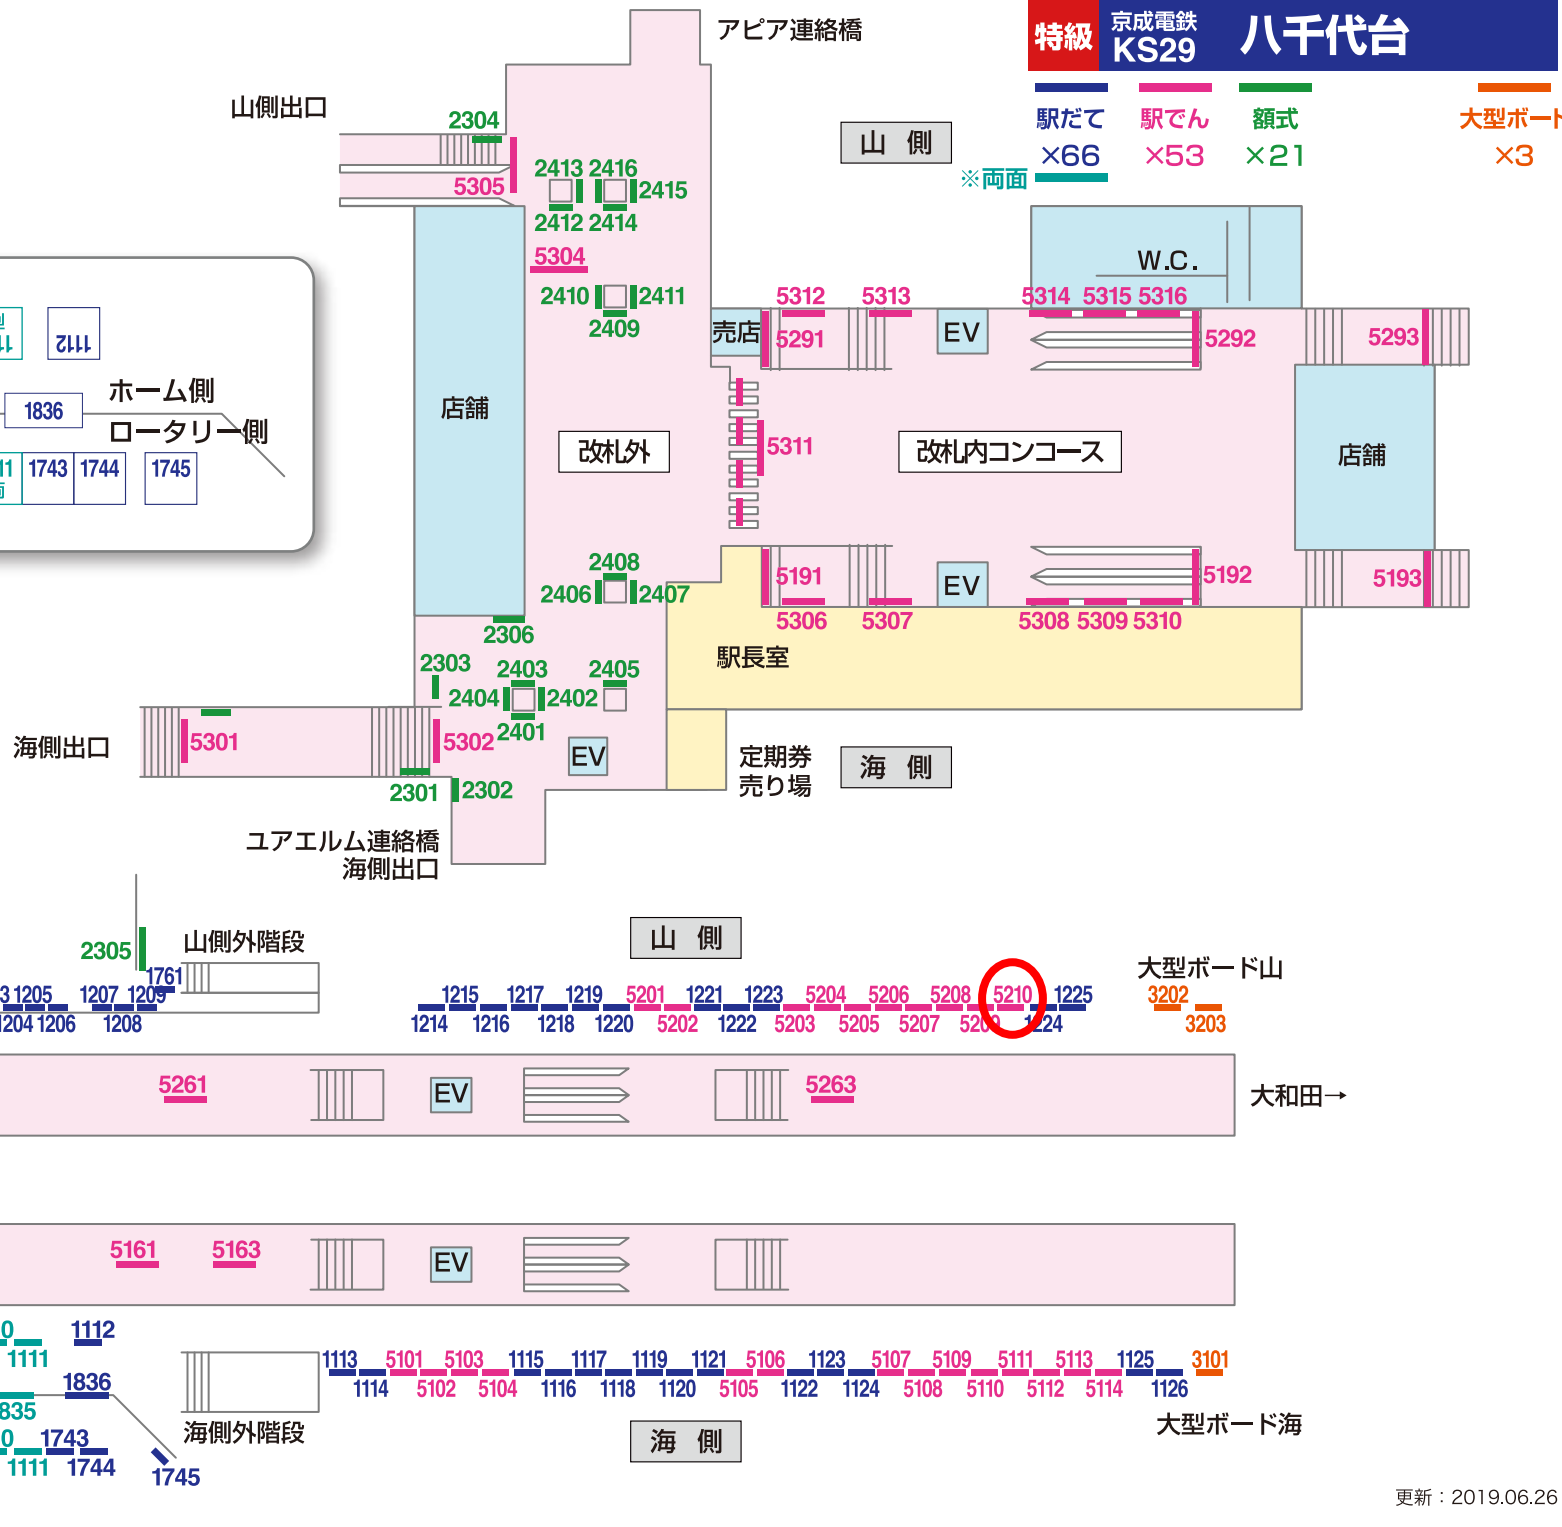 特級 京成電鉄 KS29 八千代台
駅だて ×66
駅でん ×53
額式 ×21
大型ボード ×3
※両面
アピア連絡橋
山側出口
山側
2304
5305
2413 2416
2415
2412 2414
5304
2410 2411
2409
W.C.
売店
5312 5313 5314 5315 5316
5291 EV 5292 5293
1112
1836
ホーム側
ロータリー側
1743 1744 1745
店舗
改札外
5311
改札内コンコース
店舗
2408
2406 2407
5191 EV 5192 5193
5306 5307 5308 5309 5310
2306
駅長室
2303 2403 2405
2404 2402
2401
海側出口
5301 5302
EV
定期券
売り場
海側
2301 2302
ユアエルム連絡橋
海側出口
2305
山側外階段
山側
大型ボード山
1761
1205 1207 1209 1215 1217 1219 5201 1221 1223 5204 5206 5208 5210 1225 3202
1204 1206 1208 1214 1216 1218 1220 5202 1222 5203 5205 5207 5209 1224 3203
5261 EV 5263
大和田→
5161 5163 EV
1112
1111
1836
1743
1111 1744
1745
海側外階段
1113 5101 5103 1115 1117 1119 1121 5106 1123 5107 5109 5111 5113 1125 3101
1114 5102 5104 1116 1118 1120 5105 1122 1124 5108 5110 5112 5114 1126
海側
大型ボード海
更新：2019.06.26